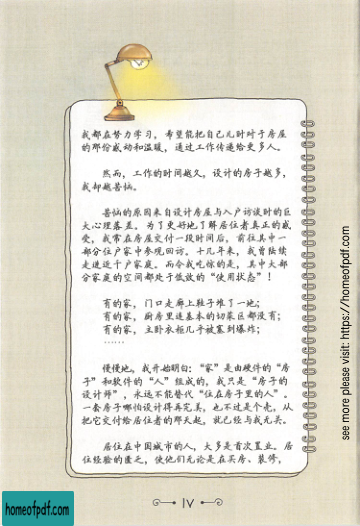 我都在努力学习，希望能把自己儿时对于房屋
的那份感动和温暖，通过工作传递给更多人。
然而，工作的时间越久，设计的房子越多，
我却越苦恼。
苦恼的原因来自设计房屋与入户访谈时的巨
大心理落差。为了更好地了解居住者真正的感
受，我常在房屋交付一段时间后，前往其中一
部分住户家中参观回访。十几年来，我曾陆续
走进近千户家庭。而令我吃惊的是，其中大部
分家庭的空间都处于低效的“使用状态”！
有的家，门口走廊上鞋子堆了一地；
有的家，厨房里连基本的切菜区都没有；
有的家，主卧衣柜几乎被塞到爆炸；
……
慢慢地，我开始明白：“家”是由硬件的“房
子”和软件的“人”组成的，我只是“房子的
设计师”，永远不能替代“住在房子里的人”。
一套房子哪怕设计得再完美，也不过是个壳，从
把它交付给居住者的那天起，就已经与我无关。
居住在中国城市的人，大多是首次置业。居
住经验的匮乏，使他们无论是在买房、装修，
17
see more please visit: https://homeofpdf.com
homeofpdf.com